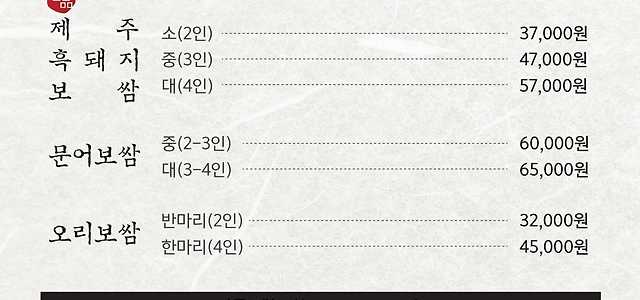 제주 흑돼지 보쌈
소(2인) 37,000원
중(3인) 47,000원
대(4인) 57,000원
문어보쌈
중(2-3인) 60,000원
대(3-4인) 65,000원
오리보쌈
반마리(2인) 32,000원
한마리(4인) 45,000원